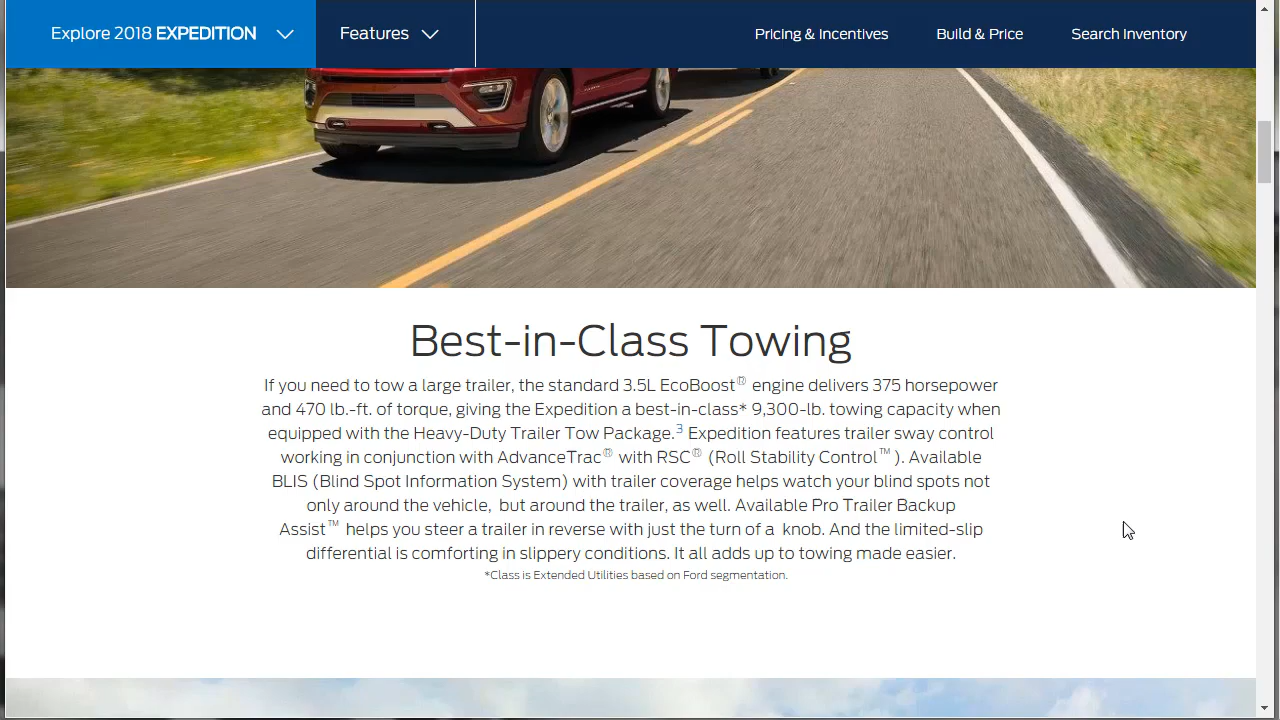 Explore 2018 EXPEDITION
Features
Pricing & Incentives
Build & Price
Search Inventory
Best-in-Class Towing
If you need to tow a large trailer, the standard 3.5L EcoBoost® engine delivers 375 horsepower
and 470 lb.-ft. of torque, giving the Expedition a best-in-class* 9,300-lb. towing capacity when
equipped with the Heavy-Duty Trailer Tow Package.3 Expedition features trailer sway control
working in conjunction with AdvanceTrac® with RSC® (Roll Stability Control™ ). Available
BLIS (Blind Spot Information System) with trailer coverage helps watch your blind spots not
only around the vehicle, but around the trailer, as well. Available Pro Trailer Backup
Assist™ helps you steer a trailer in reverse with just the turn of a knob. And the limited-slip
differential is comforting in slippery conditions. It all adds up to towing made easier.
*Class is Extended Utilities based on Ford segmentation.